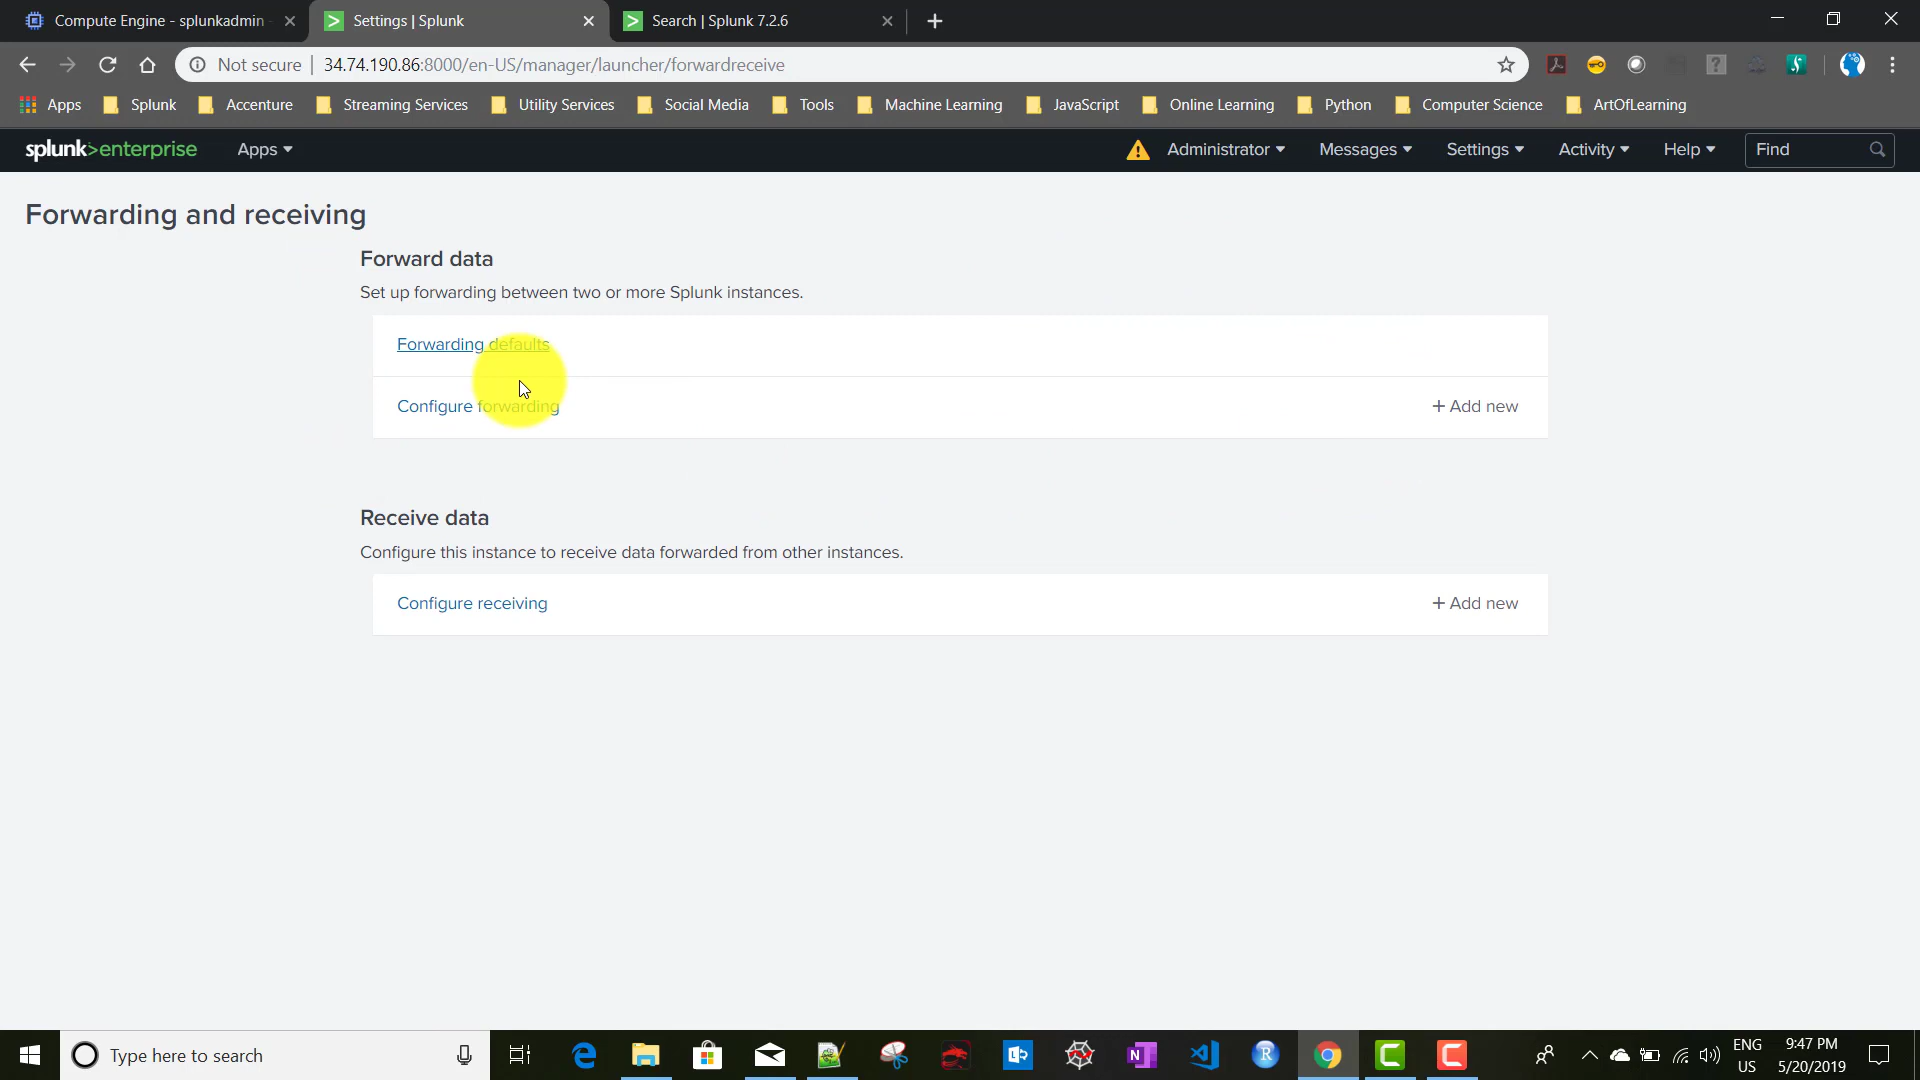 Compute Engine - splunkadmin
Settings | Splunk
Search | Splunk 7.2.6
Not secure
34.74.190.86:8000/en-US/manager/launcher/forwardreceive
Apps
Splunk
Accenture
Streaming Services
Utility Services
Social Media
Tools
Machine Learning
JavaScript
Online Learning
Python
Computer Science
ArtOfLearning
splunk>enterprise
Apps
Administrator
Messages
Settings
Activity
Help
Find
Forwarding and receiving
Forward data
Set up forwarding between two or more Splunk instances.
Forwarding defaults
Configure forwarding
+ Add new
Receive data
Configure this instance to receive data forwarded from other instances.
Configure receiving
+ Add new
Type here to search
ENG
US
9:47 PM
5/20/2019